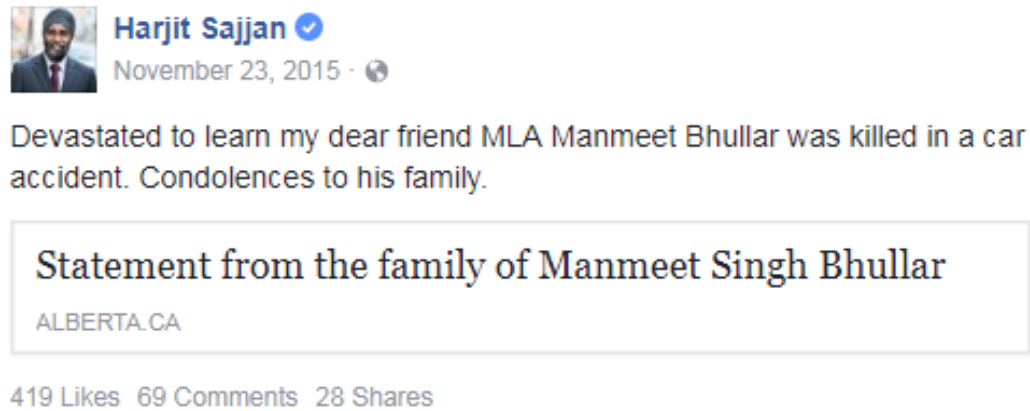 Harjit Sajjan
November 23, 2015 ·
Devastated to learn my dear friend MLA Manmeet Bhullar was killed in a car
accident. Condolences to his family.
Statement from the family of Manmeet Singh Bhullar
ALBERTA.CA
419 Likes 69 Comments 28 Shares